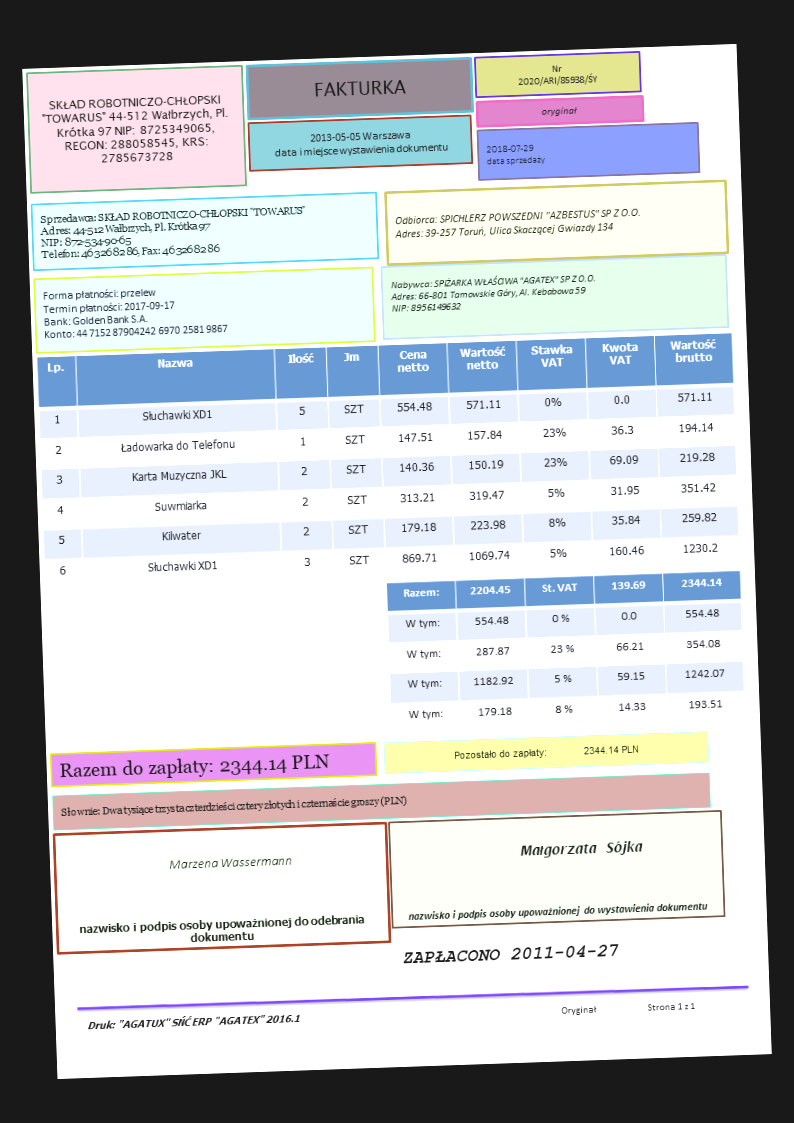 SKŁAD ROBOTNICZO-CHŁOPSKI
"TOWARUS" 44-512 Wałbrzych, Pl.
Krótka 97 NIP: 8725349065,
REGON: 288058545, KRS:
2785673728
FAKTURKA
2013-05-05 Warszawa
data i miejsce wystawienia dokumentu
Nr
2020/ARI/85938/ŚY
oryginał
2018-07-29
data sprzedaży
Sprzedawca: SKŁAD ROBOTNICZO-CHŁOPSKI "TOWARUS"
Adres: 44-512 Wałbrzych, Pl. Krótka 97
NIP: 872-534-90-65
Telefon: 463268286, Fax: 463268286
Odbiorca: SPICHLERZ POWSZEDNI "AZBESTUS" SP Z O.O.
Adres: 39-257 Toruń, Ulica Skaczącej Gwiazdy 134
Forma płatności: przelew
Termin płatności: 2017-09-17
Bank: Golden Bank S.A.
Konto: 44 7152 8790 4242 6970 2581 9867
Nabywca: SPIŻARKA WŁAŚCIWA "AGATEX" SP Z O.O.
Adres: 66-801 Tarnowskie Góry, Al. Kebabowa 59
NIP: 8956149632
Lp. Nazwa Ilość Jm Cena netto Wartość netto Stawka VAT Kwota VAT Wartość brutto
1 Słuchawki XD1 5 SZT 554.48 571.11 0% 0.0 571.11
2 Ładowarka do Telefonu 1 SZT 147.51 157.84 23% 36.3 194.14
3 Karta Muzyczna JKL 2 SZT 140.36 150.19 23% 69.09 219.28
4 Suwmiarka 2 SZT 313.21 319.47 5% 31.95 351.42
5 Kilwater 2 SZT 179.18 223.98 8% 35.84 259.82
6 Słuchawki XD1 3 SZT 869.71 1069.74 5% 160.46 1230.2
Razem: 2204.45 St. VAT 139.69 2344.14
W tym: 554.48 0 % 0.0 554.48
W tym: 287.87 23 % 66.21 354.08
W tym: 1182.92 5 % 59.15 1242.07
W tym: 179.18 8 % 14.33 193.51
Razem do zapłaty: 2344.14 PLN
Pozostało do zapłaty: 2344.14 PLN
Słownie: Dwa tysiące trzysta czterdzieści cztery złotych i czternaście groszy (PLN)
Marzena Wassermann
nazwisko i podpis osoby upoważnionej do odebrania
dokumentu
Małgorzata Sójka
nazwisko i podpis osoby upoważnionej do wystawienia dokumentu
ZAPŁACONO 2011-04-27
Druk: "AGATUX" SŃĆ ERP "AGATEX" 2016.1
Oryginał Strona 1 z 1